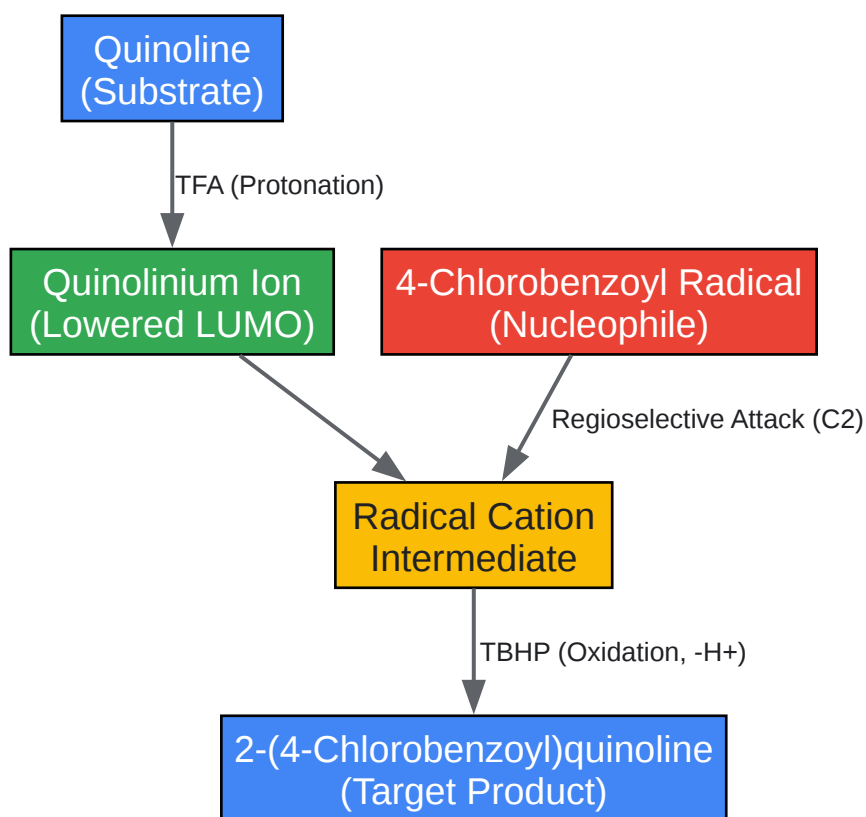 Quinoline
(Substrate)
TFA (Protonation)
Quinolinium Ion
(Lowered LUMO)
4-Chlorobenzoyl Radical
(Nucleophile)
Regioselective Attack (C2)
Radical Cation
Intermediate
TBHP (Oxidation, -H+)
2-(4-Chlorobenzoyl)quinoline
(Target Product)